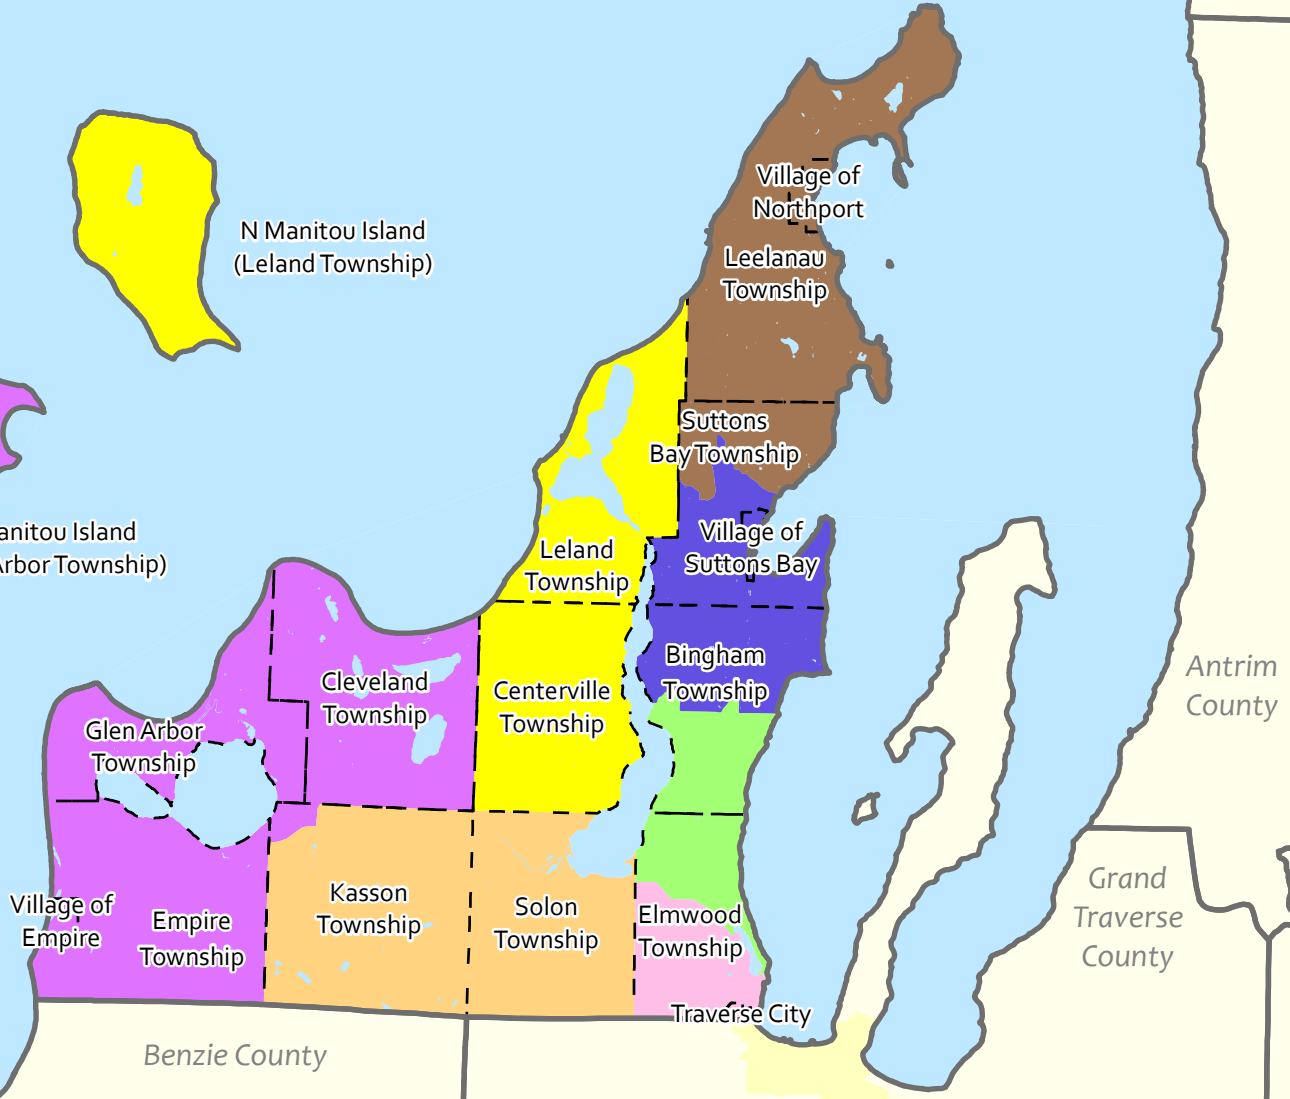 Village of
Northport
N Manitou Island
(Leland Township)
Leelanau
Township
Suttons
Bay Township
anitou Island
Arbor Township)
Village of
Suttons Bay
Leland
Township
Bingham
Township
Antrim
County
Cleveland
Township
Centerville
Township
Glen Arbor
Township
Grand
Traverse
County
Kasson
Township
Solon
Township
Elmwood
Township
Village of
Empire
Empire
Township
Traverse City
Benzie County